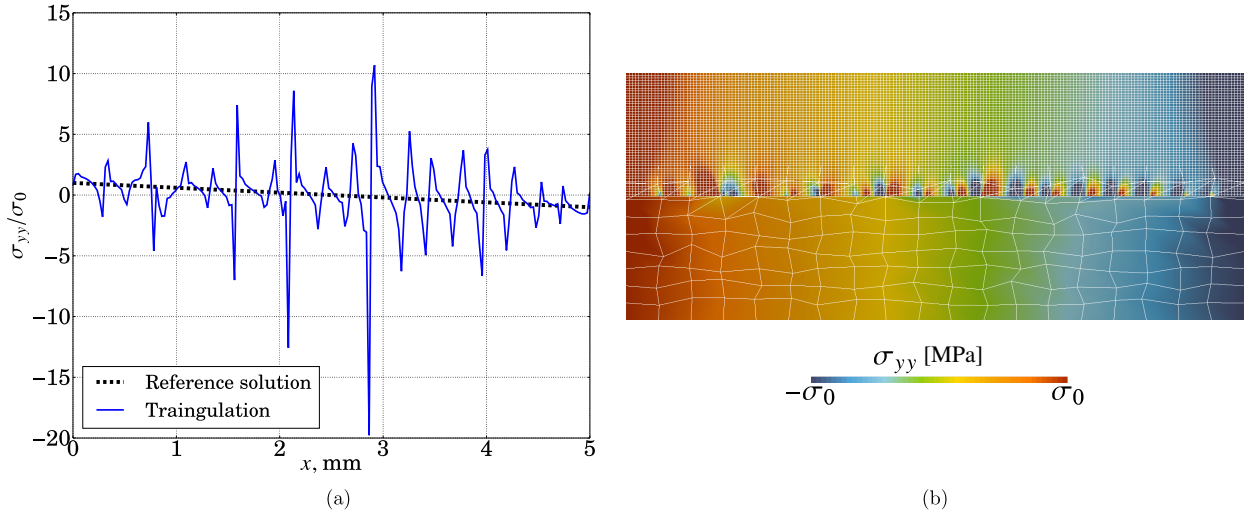 15
10
5
0
−5
−10
−15
−20
σyy/σ0
Reference solution
Traingulation
0 1 2 3 4 5
x, mm
(a)
σyy [MPa]
−σ0 σ0
(b)